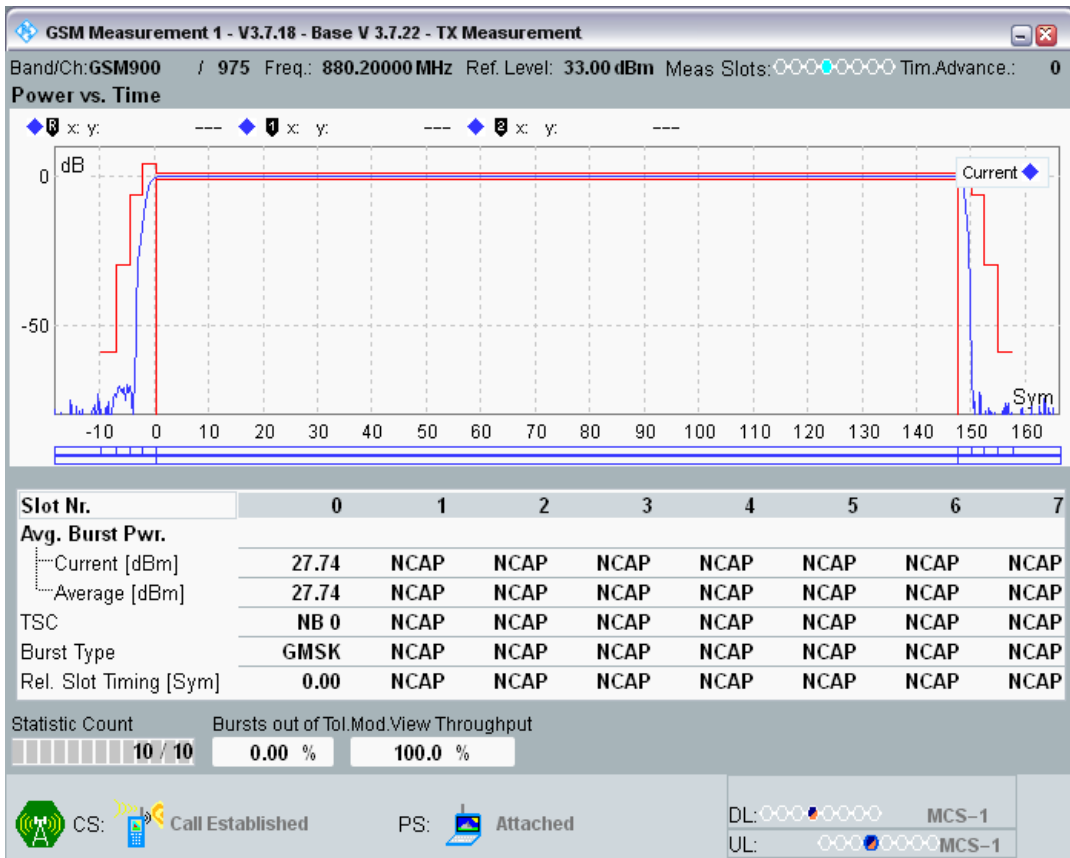 GSM Measurement 1 - V3.7.18 - Base V 3.7.22 - TX Measurement
Band/Ch:GSM900 / 975 Freq.: 880.20000 MHz Ref. Level: 33.00 dBm Meas Slots: Tim.Advance.: 0
Power vs. Time
R x: y: --- 1 x: y: --- 2 x: y: ---
dB
Current
0
-50
Sym
-10 0 10 20 30 40 50 60 70 80 90 100 110 120 130 140 150 160
Slot Nr. 0 1 2 3 4 5 6 7
Avg. Burst Pwr.
Current [dBm] 27.74 NCAP NCAP NCAP NCAP NCAP NCAP NCAP
Average [dBm] 27.74 NCAP NCAP NCAP NCAP NCAP NCAP NCAP
TSC NB 0 NCAP NCAP NCAP NCAP NCAP NCAP NCAP
Burst Type GMSK NCAP NCAP NCAP NCAP NCAP NCAP NCAP
Rel. Slot Timing [Sym] 0.00 NCAP NCAP NCAP NCAP NCAP NCAP NCAP
Statistic Count Bursts out of Tol.Mod.View Throughput
10 / 10 0.00 % 100.0 %
CS: Call Established PS: Attached
DL: MCS-1
UL: MCS-1